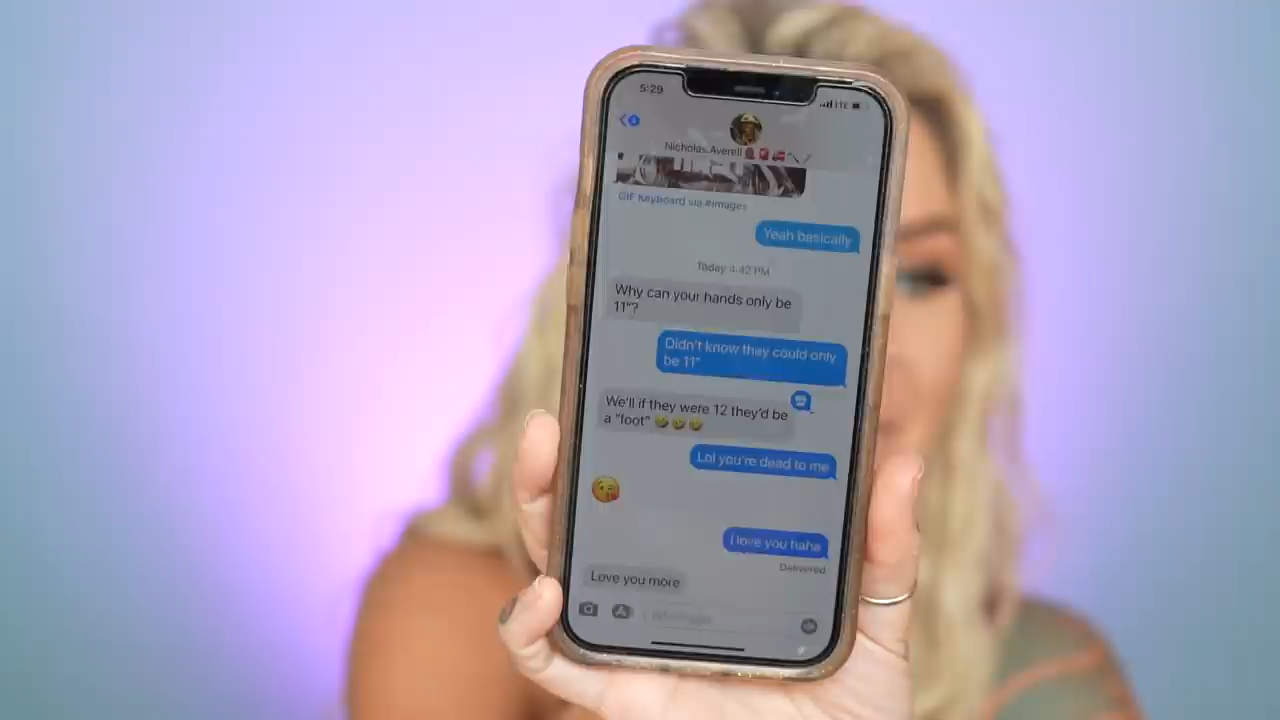 5:29
LTE
Nicholas Averell
GIF Keyboard via #images
Yeah basically
Today 4:42 PM
Why can your hands only be
11"?
Didn't know they could only
be 11"
We'll if they were 12 they'd be
a "foot" 🤣🤣🤣
Lol you're dead to me
😘
I love you haha
Delivered
Love you more
iMessage